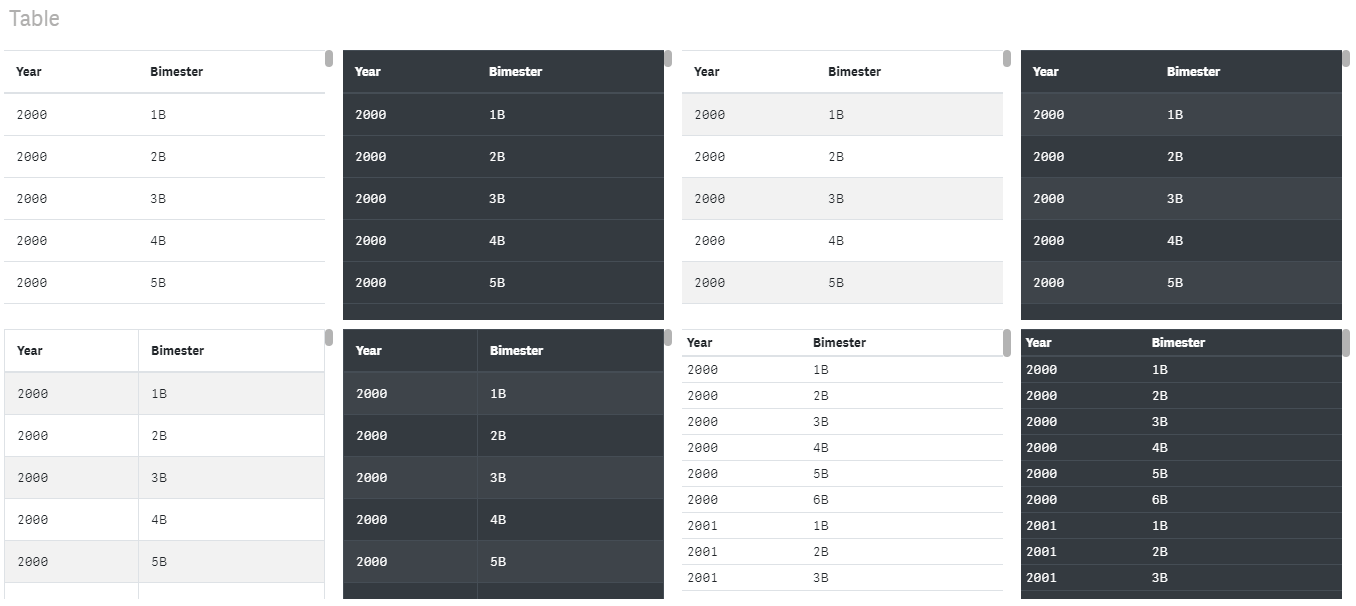 Table
Year Bimester Year Bimester Year Bimester Year Bimester
2000 1B 2000 1B 2000 1B 2000 1B
2000 2B 2000 2B 2000 2B 2000 2B
2000 3B 2000 3B 2000 3B 2000 3B
2000 4B 2000 4B 2000 4B 2000 4B
2000 5B 2000 5B 2000 5B 2000 5B
Year Bimester
2000 1B
2000 2B
2000 3B
2000 4B
2000 5B
Year Bimester
2000 1B
2000 2B
2000 3B
2000 4B
2000 5B
Year Bimester
2000 1B
2000 2B
2000 3B
2000 4B
2000 5B
2000 6B
2001 1B
2001 2B
2001 3B
Year Bimester
2000 1B
2000 2B
2000 3B
2000 4B
2000 5B
2000 6B
2001 1B
2001 2B
2001 3B